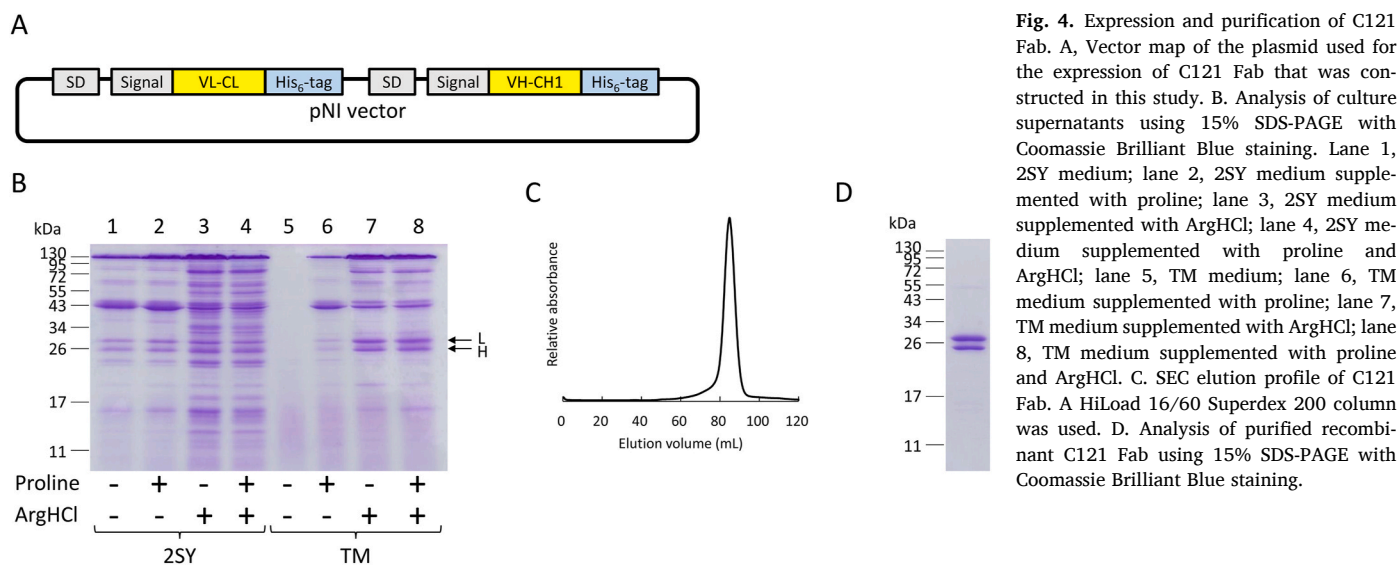 A
SD Signal VL-CL His₆-tag SD Signal VH-CH1 His₆-tag
pNI vector
B
kDa 1 2 3 4 5 6 7 8
130
95
72
55
43
34
26
17
11
L
H
Proline - + - + - + - +
ArgHCl - - + + - - + +
2SY TM
C
Relative absorbance
0 20 40 60 80 100 120
Elution volume (mL)
D
kDa
130
95
72
55
43
34
26
17
11
Fig. 4. Expression and purification of C121
Fab. A, Vector map of the plasmid used for
the expression of C121 Fab that was con-
structed in this study. B. Analysis of culture
supernatants using 15% SDS-PAGE with
Coomassie Brilliant Blue staining. Lane 1,
2SY medium; lane 2, 2SY medium supple-
mented with proline; lane 3, 2SY medium
supplemented with ArgHCl; lane 4, 2SY me-
dium supplemented with proline and
ArgHCl; lane 5, TM medium; lane 6, TM
medium supplemented with proline; lane 7,
TM medium supplemented with ArgHCl; lane
8, TM medium supplemented with proline
and ArgHCl. C. SEC elution profile of C121
Fab. A HiLoad 16/60 Superdex 200 column
was used. D. Analysis of purified recombi-
nant C121 Fab using 15% SDS-PAGE with
Coomassie Brilliant Blue staining.